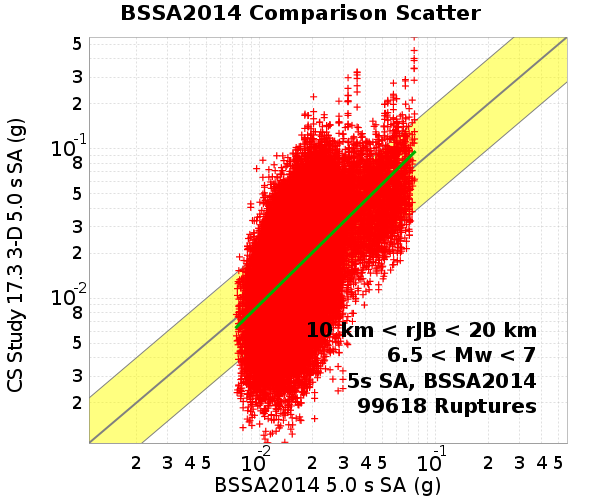 BSSA2014 Comparison Scatter
CS Study 17.3 3-D 5.0 s SA (g)
5
3
2
10-1
8
5
3
2
10-2
8
5
3
2
10 km < rJB < 20 km
6.5 < Mw < 7
5s SA, BSSA2014
99618 Ruptures
2 3 4 5 10-2 2 3 4 5 10-1 2 3 4 5
BSSA2014 5.0 s SA (g)